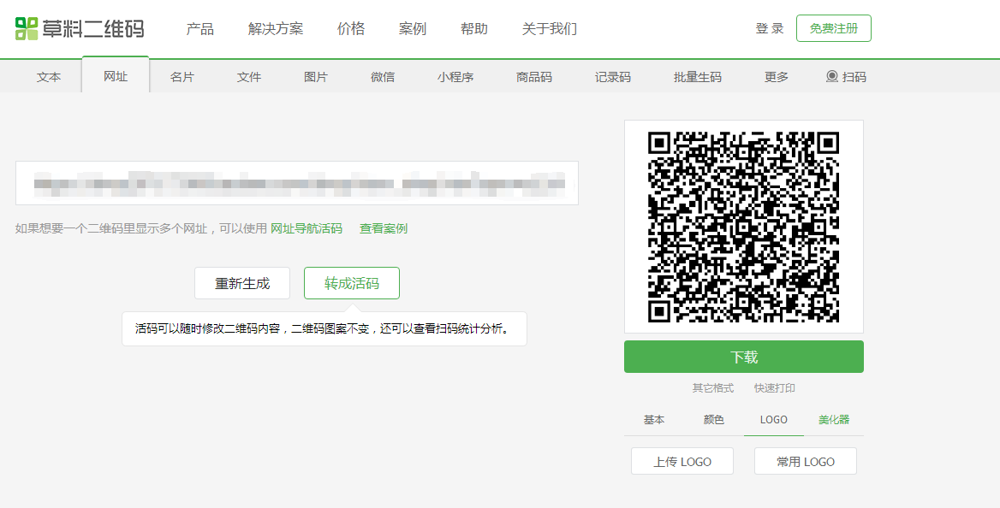 草料二维码 产品 解决方案 价格 案例 帮助 关于我们 登录 免费注册
文本 网址 名片 文件 图片 微信 小程序 商品码 记录码 批量生码 更多 扫码
如果想要一个二维码里显示多个网址，可以使用 网址导航活码 查看案例
重新生成 转成活码
活码可以随时修改二维码内容，二维码图案不变，还可以查看扫码统计分析。
下载
其它格式 快速打印
基本 颜色 LOGO 美化器
上传 LOGO 常用 LOGO